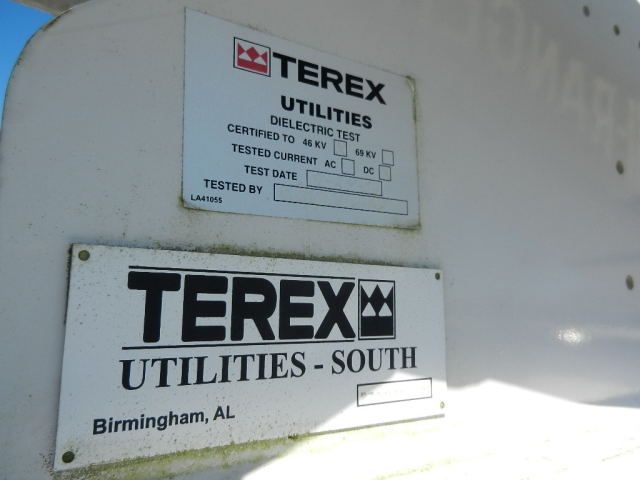 TEREX
UTILITIES
DIELECTRIC TEST
CERTIFIED TO 46 KV 69 KV
TESTED CURRENT AC DC
TEST DATE
TESTED BY
LA41055
TEREX
UTILITIES - SOUTH
Birmingham, AL